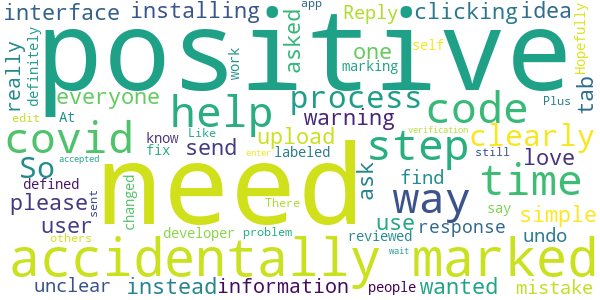 interface installing asked app Reply clicking idea Hopefully
really definitely positive work one self marking
everyone help process warning code Plus tab
covid At know Like send fix upload labeled step still verification clearly accepted
So need enter ask find love time
defined please sent changed There way use say simple
user developer problem reviewed response undo
others edit accidentally wait marked
unclear instead information people wanted mistake